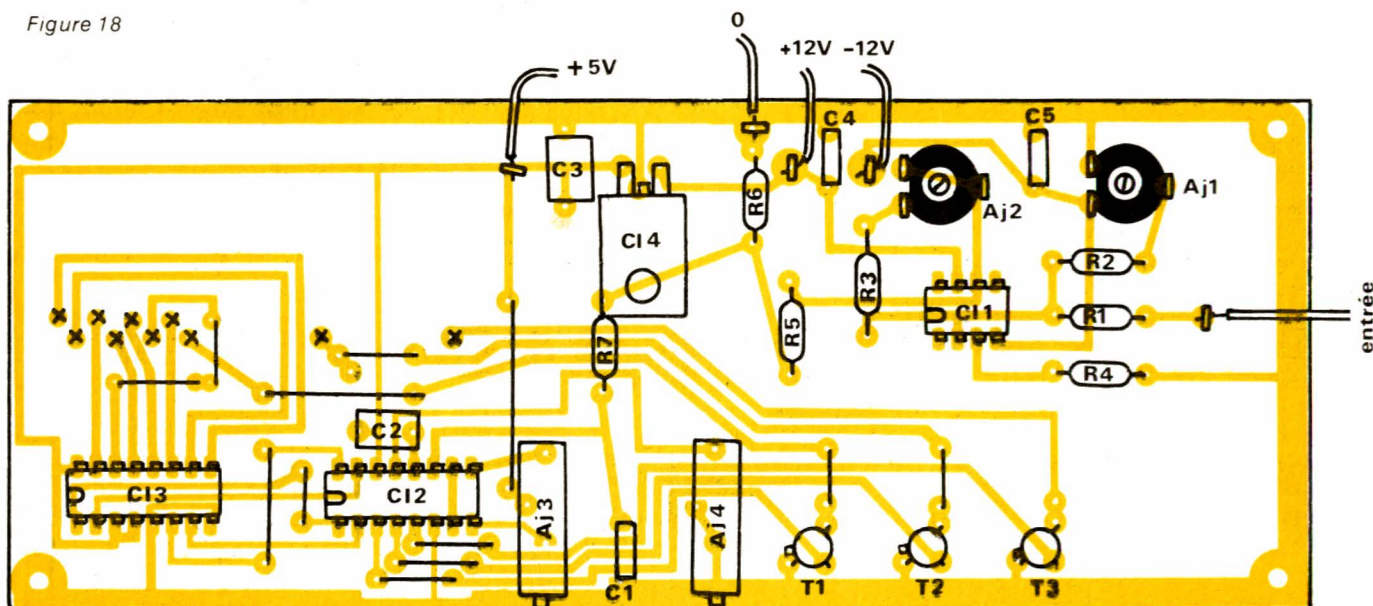 Figure 18
0
+5V
+12V -12V
C4
C5
C3
R6
Aj2
Aj1
CI4
R2
R3
CI1
R1
entrée
R5
R7
R4
C2
CI3
CI2
Aj3
Aj4
C1
T1
T2
T3